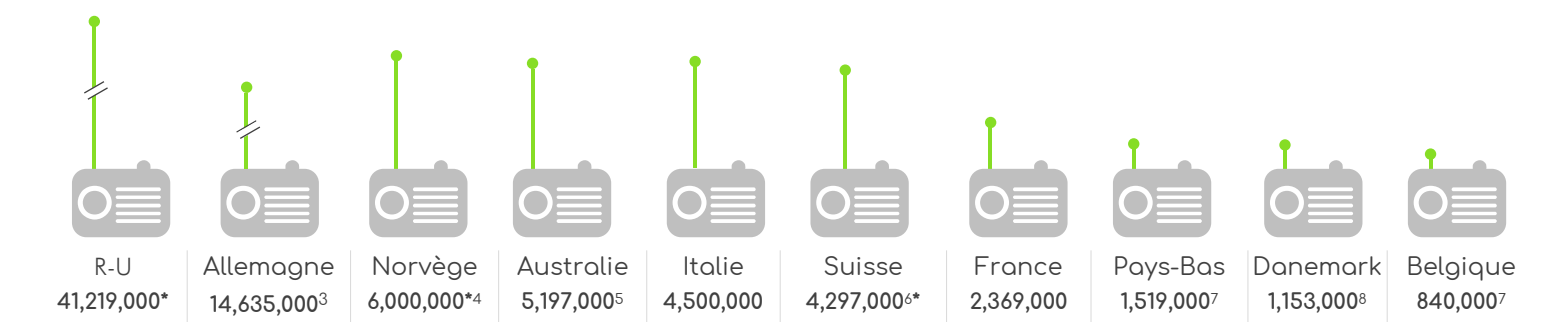 R-U Allemagne Norvège Australie Italie Suisse France Pays-Bas Danemark Belgique
41,219,000* 14,635,000³ 6,000,000*⁴ 5,197,000⁵ 4,500,000 4,297,000⁶* 2,369,000 1,519,000⁷ 1,153,000⁸ 840,000⁷